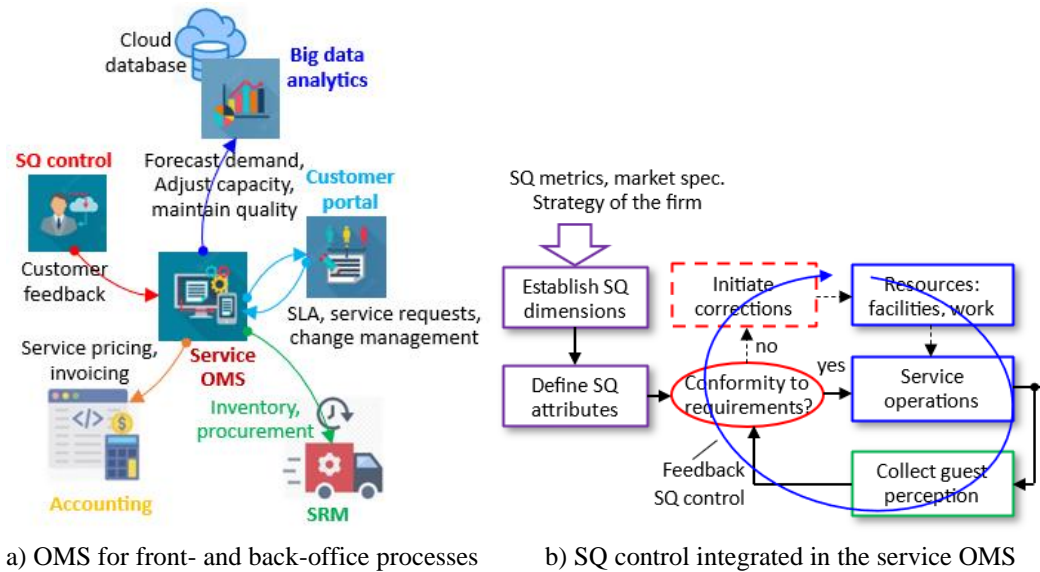 Cloud
database
Big data
analytics
SQ control
Forecast demand,
Adjust capacity,
maintain quality
Customer
portal
Customer
feedback
SLA, service requests,
change management
Service pricing,
invoicing
Service
OMS
</>
$
Inventory,
procurement
Accounting
SRM
a) OMS for front- and back-office processes
SQ metrics, market spec.
Strategy of the firm
Establish SQ
dimensions
Initiate
corrections
Resources:
facilities, work
no
yes
Define SQ
attributes
Conformity to
requirements?
Service
operations
Feedback
SQ control
Collect guest
perception
b) SQ control integrated in the service OMS